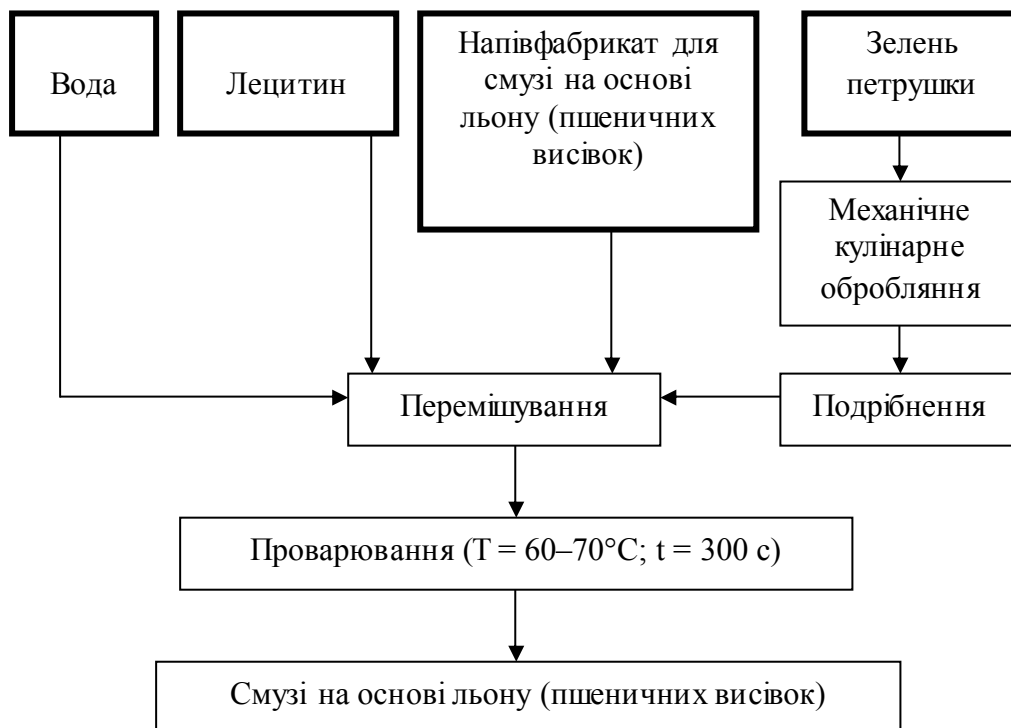 Вода
Лецитин
Напівфабрикат для
смузі на основі
льону (пшеничних
висівок)
Зелень
петрушки
Механічне
кулінарне
обробляння
Перемішування
Подрібнення
Проварювання (T = 60–70°C; t = 300 с)
Смузі на основі льону (пшеничних висівок)